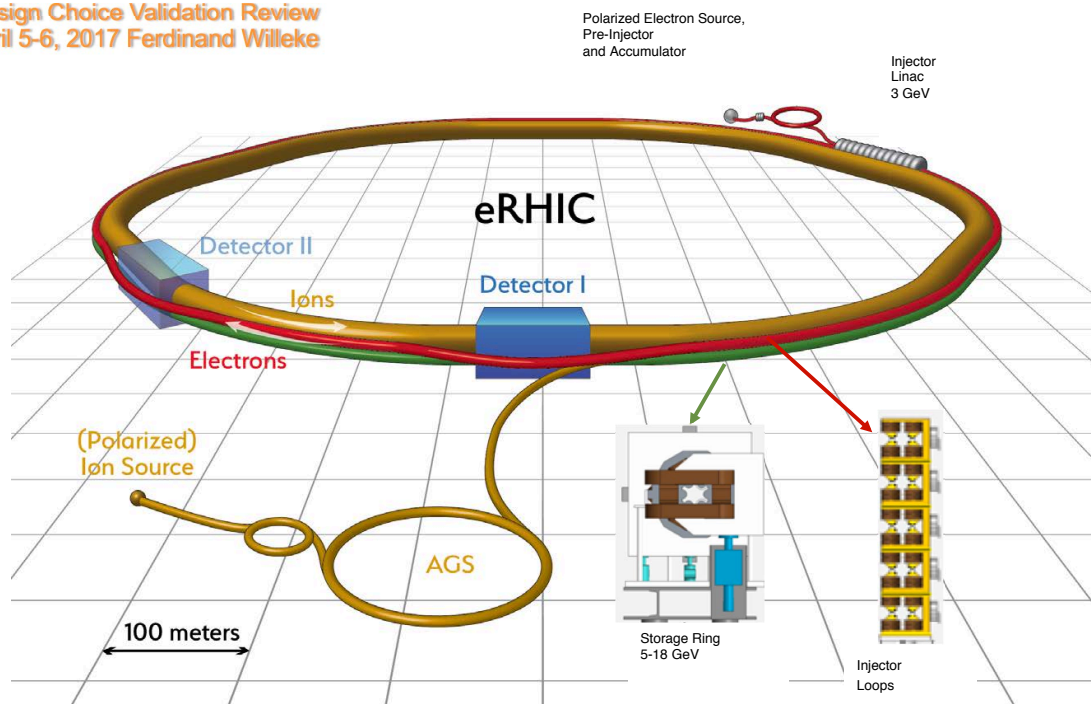 Choice Validation Review
5-6, 2017 Ferdinand Willeke
Polarized Electron Source,
Pre-Injector
and Accumulator
Injector
Linac
3 GeV
eRHIC
Detector II
Detector I
Ions
Electrons
(Polarized)
Ion Source
AGS
100 meters
Storage Ring
5-18 GeV
Injector
Loops